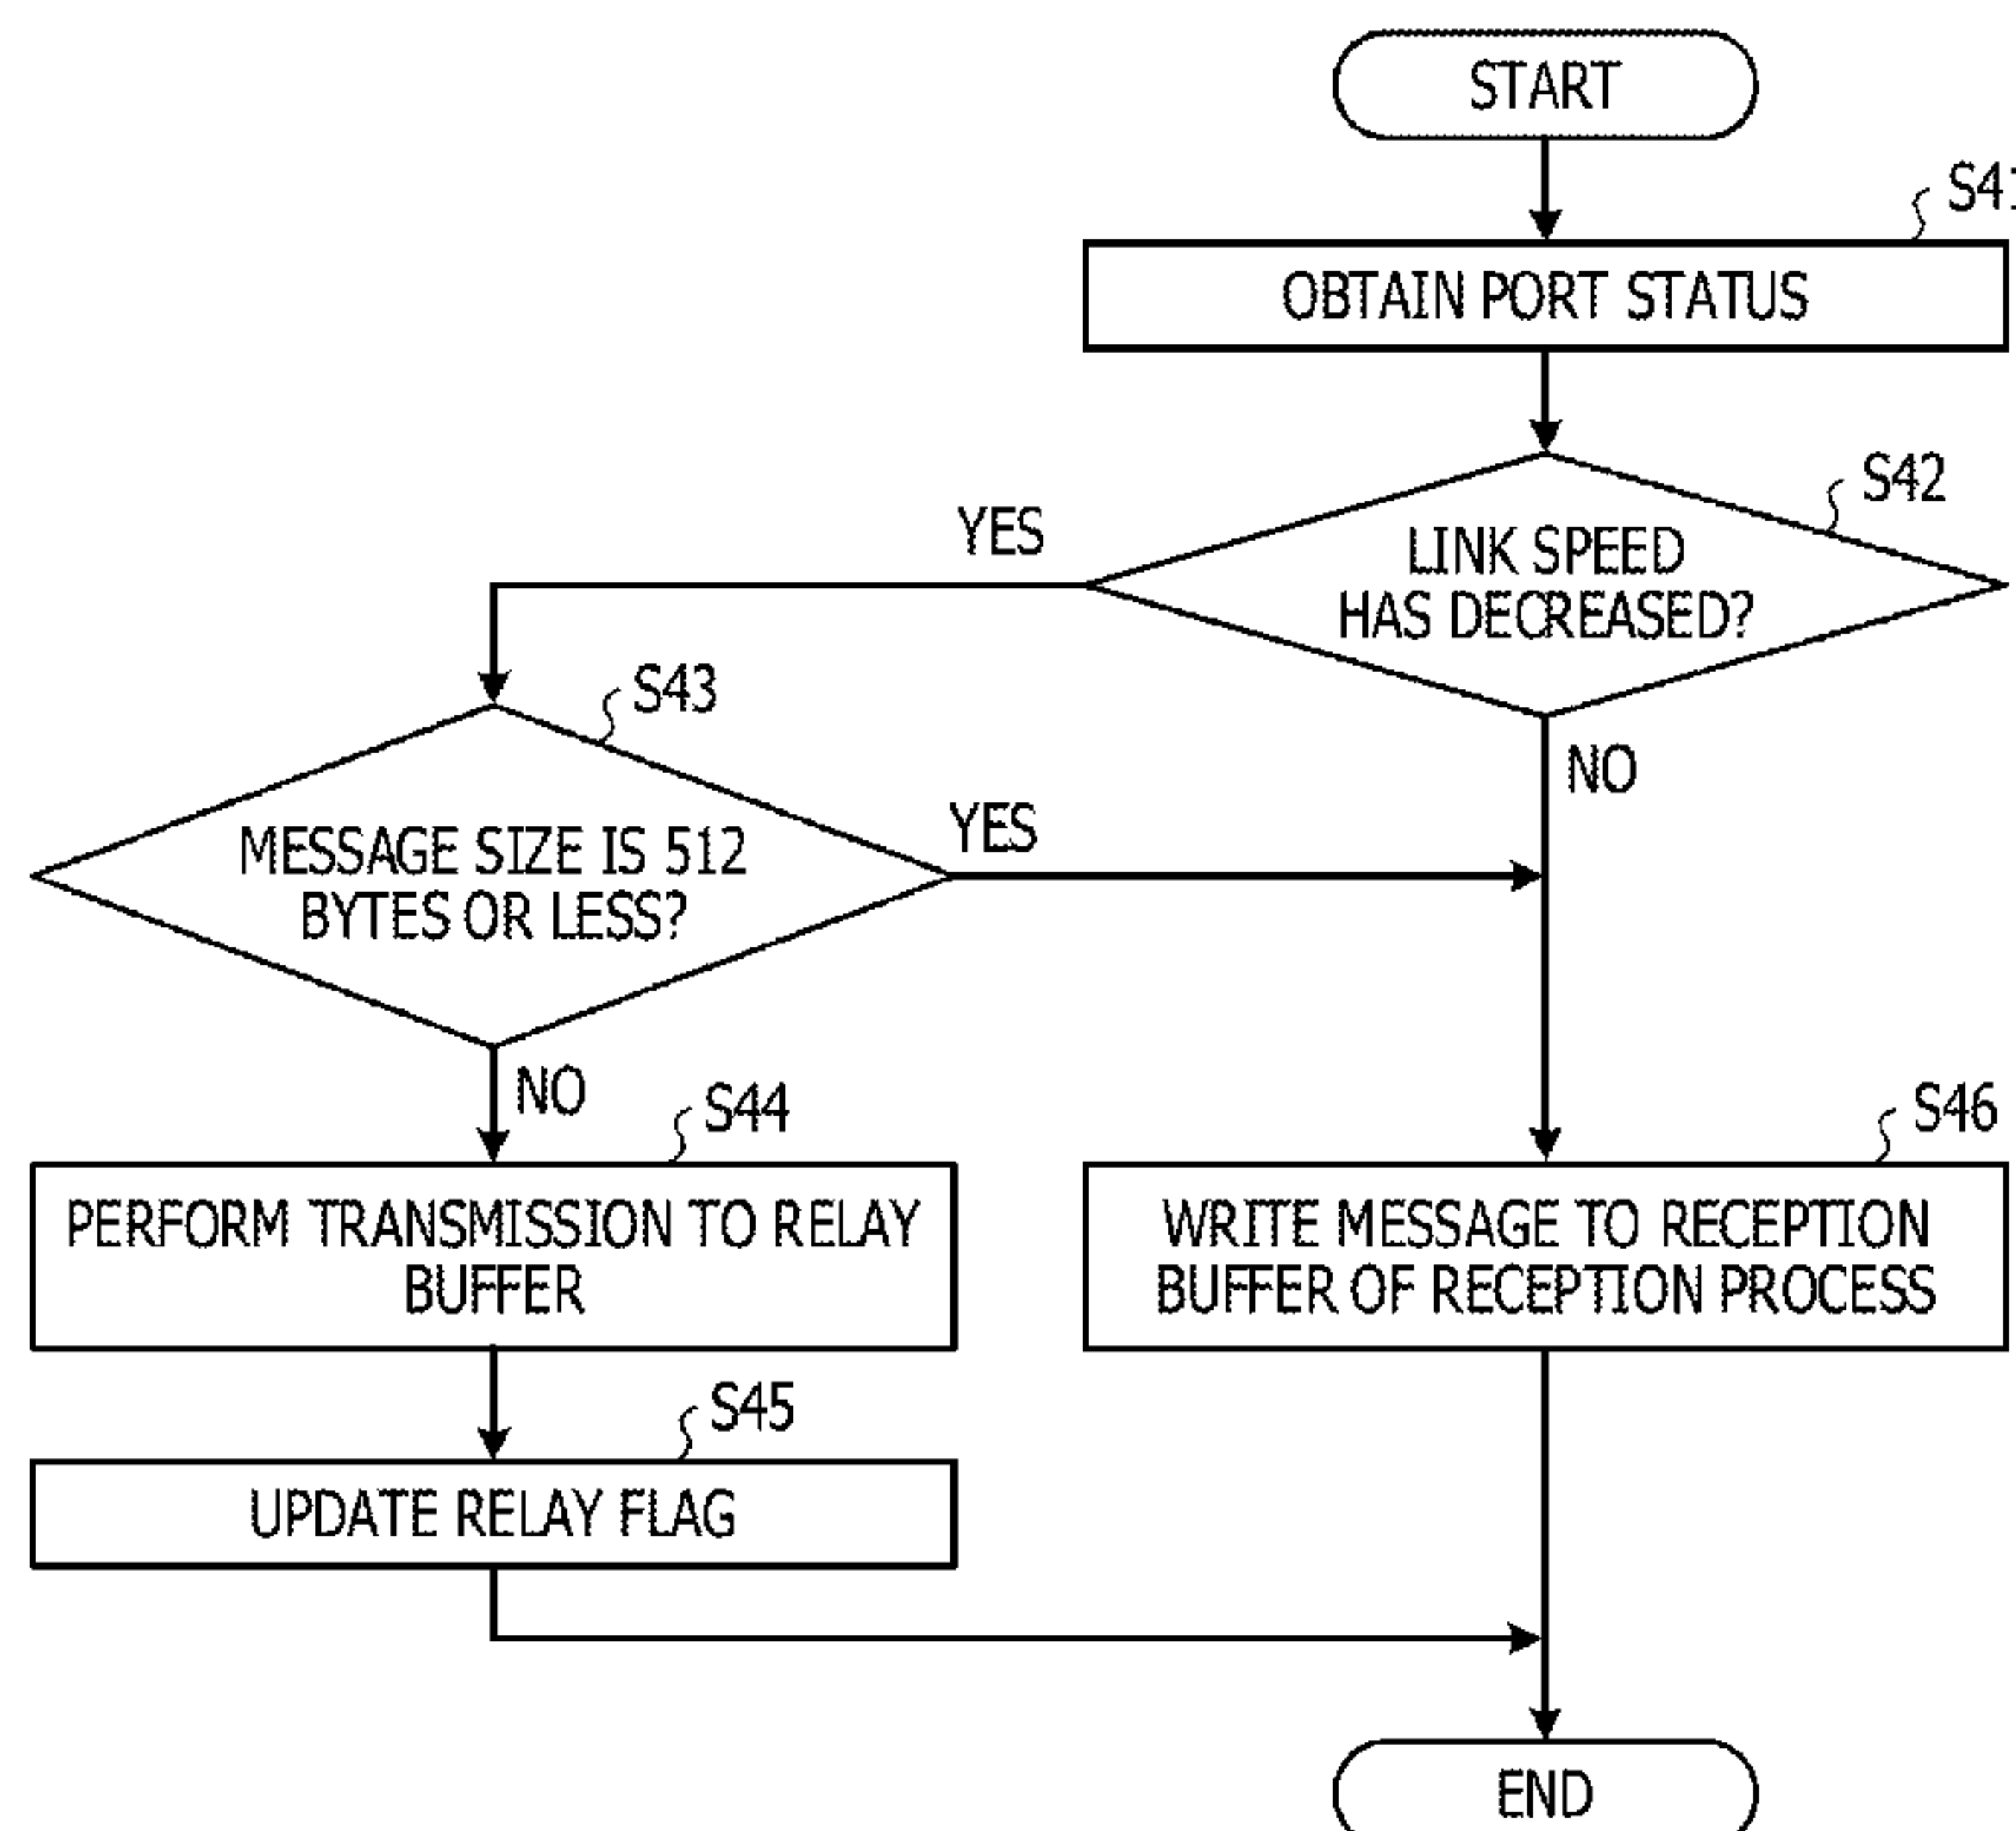 START
S41
OBTAIN PORT STATUS
S42
YES
LINK SPEED
HAS DECREASED?
S43
NO
YES
MESSAGE SIZE IS 512
BYTES OR LESS?
NO
S44
S46
PERFORM TRANSMISSION TO RELAY
BUFFER
WRITE MESSAGE TO RECEPTION
BUFFER OF RECEPTION PROCESS
S45
UPDATE RELAY FLAG
END